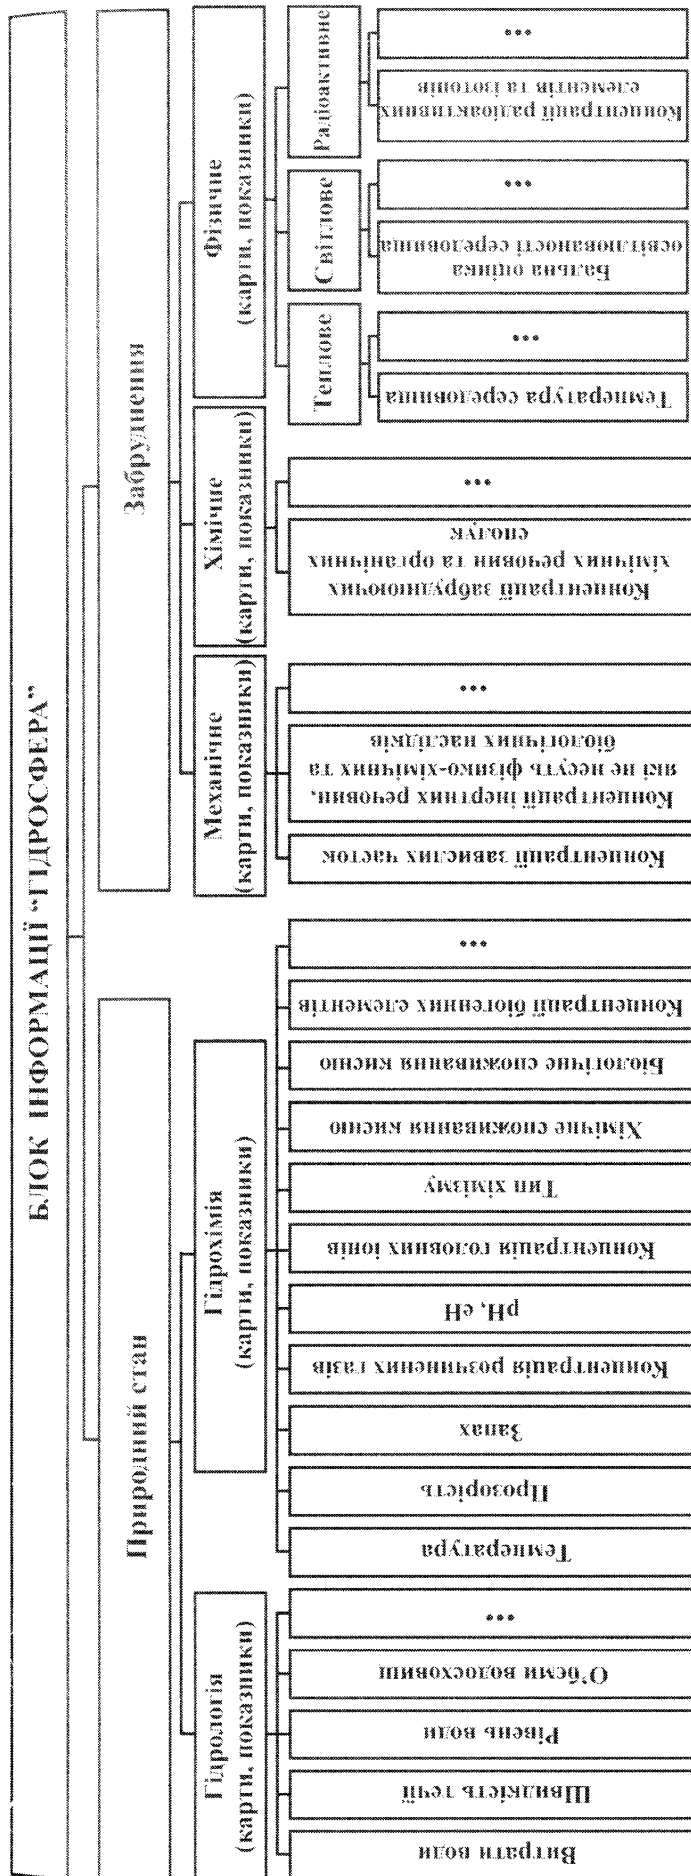 БЛОК ІНФОРМАЦІЇ “ГІДРОСФЕРА”
Природний стан
Забруднення
Гідрологія
(карти, показники)
Гідрохімія
(карти, показники)
Механічне
(карти, показники)
Хімічне
(карти, показники)
Фізичне
(карти, показники)
Теплове
Світлове
Радіоактивне
Витрати води
Швидкість течії
Рівень води
О’беми водосховищ
...
Температура
Прозорість
Запах
Концентрація розчинених газів
pH, eH
Концентрація головних іонів
Тип хімізму
Хімічне споживання кисню
Біологічне споживання кисню
Концентрації біогенних елементів
...
Концентрації завислих часток
Концентрації інертних речовин,
які не несуть фізико-хімічних та
біологічних наслідків
...
Концентрації забруднюючих
хімічних речовин та органічних
сполук
...
Температура середовища
...
Бальна оцінка
освітлюваності середовища
...
Концентрації радіоактивних
елементів та ізотопів
...